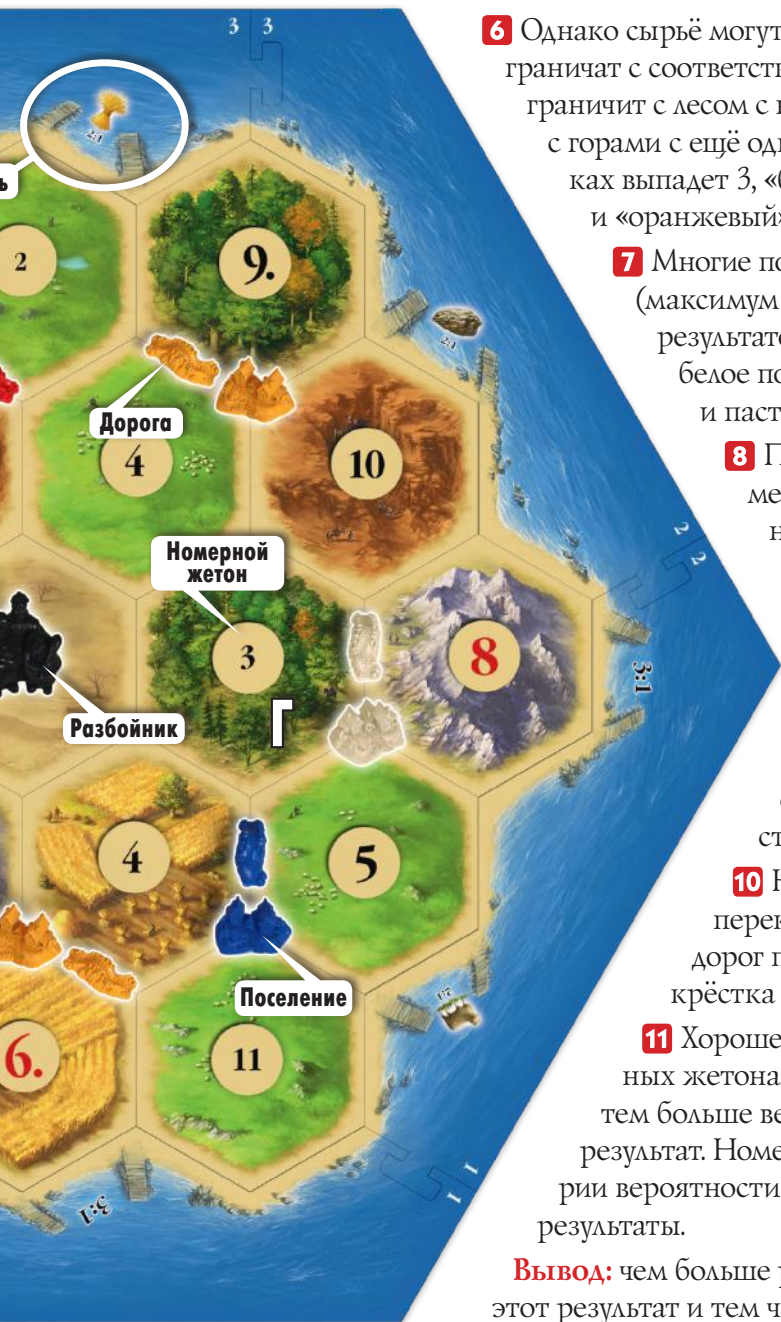 3 3
2:1
ь
2
9.
2:1
Дорога
4
10
Номерной
жетон
2 2
3
8
3:1
Разбойник
Г
4
5
Поселение
2:1
6.
11
3:1
1 1
6 Однако сырьё могут
граничат с соответст
граничит с лесом с
с горами с ещё од
ках выпадет 3, «
и «оранжевый»
7 Многие по
(максимум
результат
белое по
и паст
8 П
ме
н
ст
10 Н
перек
дорог п
крёстка
11 Хороше
ных жетона
тем больше ве
результат. Номе
рии вероятности
результаты.
Вывод: чем больше р
этот результат и тем ч